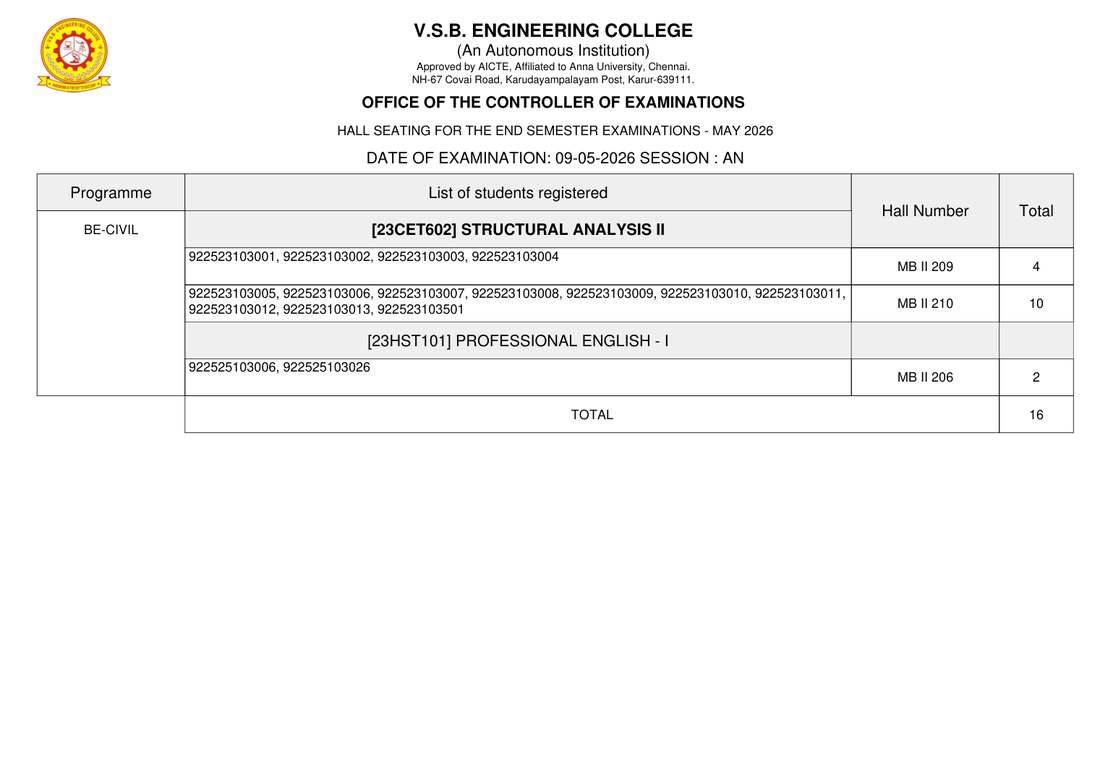 V.S.B. ENGINEERING COLLEGE
(An Autonomous Institution)
Approved by AICTE, Affiliated to Anna University, Chennai.
NH-67 Covai Road, Karudayampalayam Post, Karur-639111.
OFFICE OF THE CONTROLLER OF EXAMINATIONS
HALL SEATING FOR THE END SEMESTER EXAMINATIONS - MAY 2026
DATE OF EXAMINATION: 09-05-2026 SESSION : AN
Programme List of students registered Hall Number Total
BE-CIVIL [23CET602] STRUCTURAL ANALYSIS II
922523103001, 922523103002, 922523103003, 922523103004 MB II 209 4
922523103005, 922523103006, 922523103007, 922523103008, 922523103009, 922523103010, 922523103011,
922523103012, 922523103013, 922523103501 MB II 210 10
[23HST101] PROFESSIONAL ENGLISH - I
922525103006, 922525103026 MB II 206 2
TOTAL 16